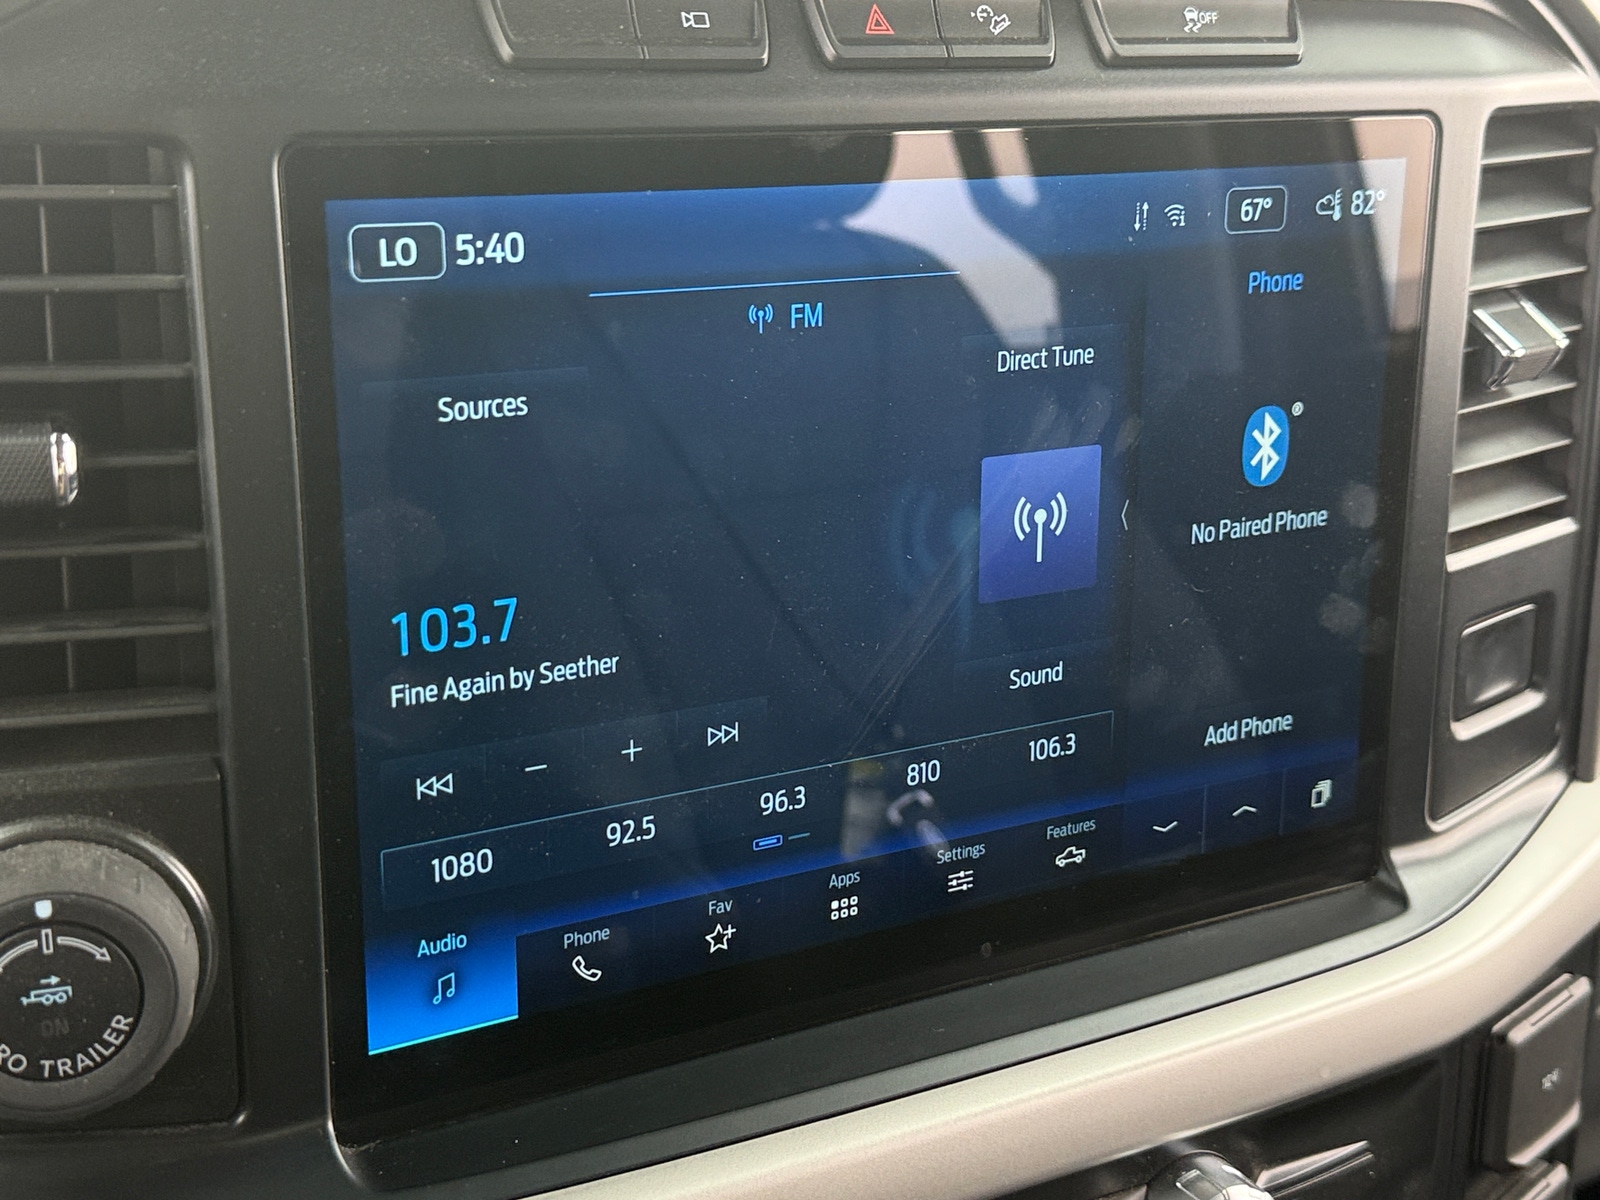 OFF
LO 5:40
67° 82°
FM
Phone
Direct Tune
Sources
No Paired Phone
103.7
Fine Again by Seether
Sound
Add Phone
1080 92.5 96.3 810 106.3
Audio Phone Fav Apps Settings Features
ON
RO TRAILER